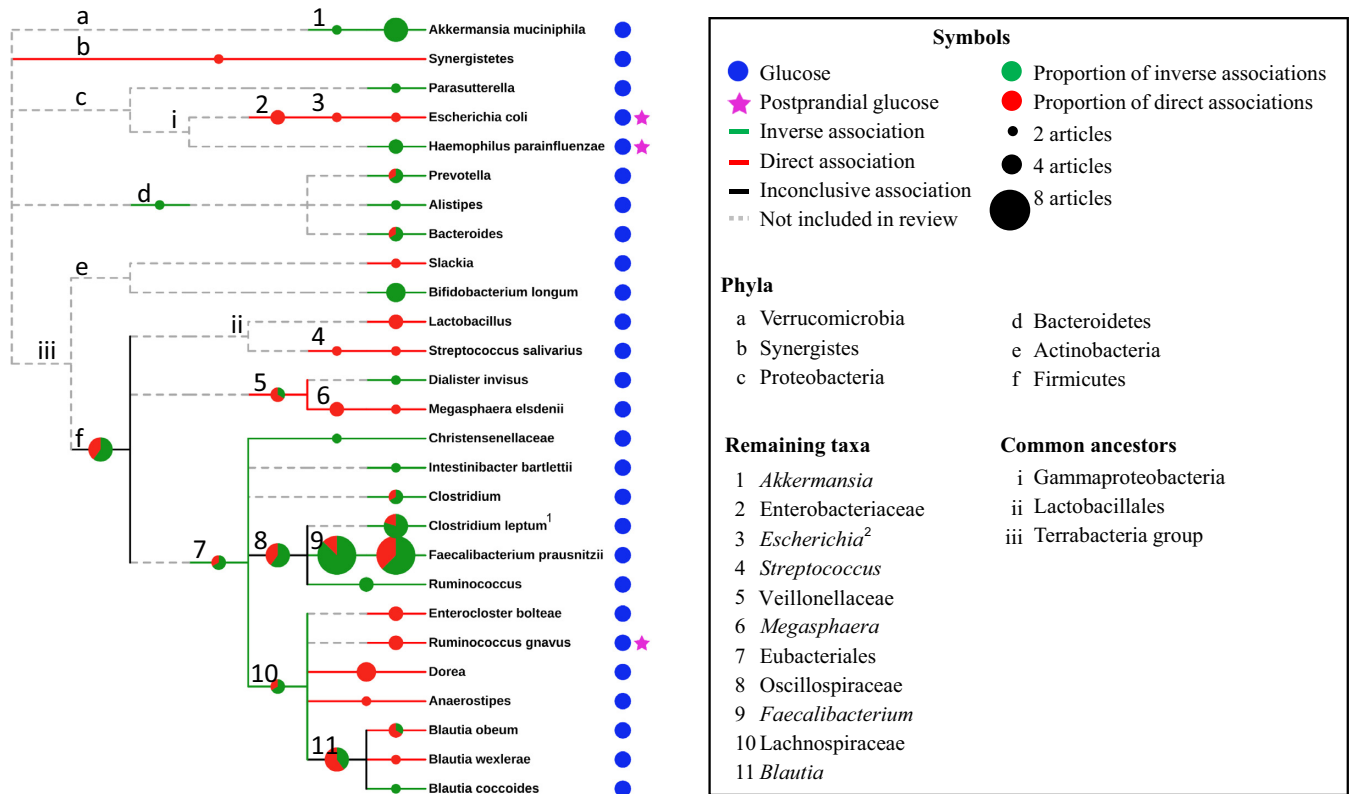 a
1
Akkermansia muciniphila
b
Synergistetes
Parasutterella
c
i
2
3
Escherichia coli
Haemophilus parainfluenzae
Prevotella
d
Alistipes
Bacteroides
e
Slackia
Bifidobacterium longum
ii
Lactobacillus
iii
4
Streptococcus salivarius
5
Dialister invisus
6
Megasphaera elsdenii
f
Christensenellaceae
Intestinibacter bartlettii
Clostridium
Clostridium leptum¹
7
8
9
Faecalibacterium prausnitzii
Ruminococcus
Enterocloster bolteae
Ruminococcus gnavus
10
Dorea
Anaerostipes
Blautia obeum
11
Blautia wexlerae
Blautia coccoides
Symbols
Glucose
Postprandial glucose
Inverse association
Direct association
Inconclusive association
Not included in review
Proportion of inverse associations
Proportion of direct associations
2 articles
4 articles
8 articles
Phyla
a Verrucomicrobia
b Synergistes
c Proteobacteria
d Bacteroidetes
e Actinobacteria
f Firmicutes
Remaining taxa
1 Akkermansia
2 Enterobacteriaceae
3 Escherichia²
4 Streptococcus
5 Veillonellaceae
6 Megasphaera
7 Eubacteriales
8 Oscillospiraceae
9 Faecalibacterium
10 Lachnospiraceae
11 Blautia
Common ancestors
i Gammaproteobacteria
ii Lactobacillales
iii Terrabacteria group